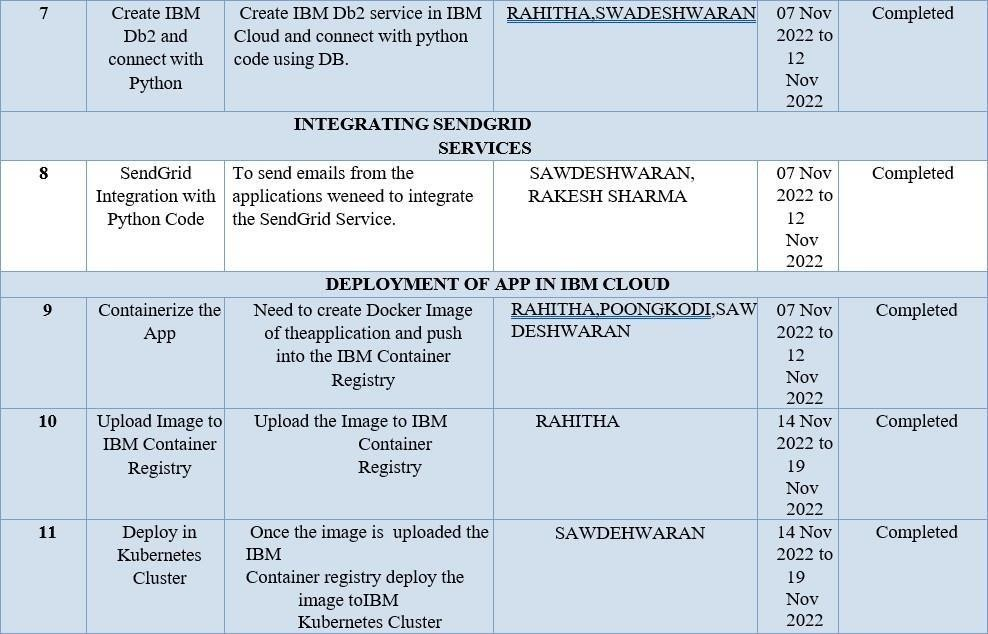 7
Create IBM
Db2 and
connect with
Python
Create IBM Db2 service in IBM
Cloud and connect with python
code using DB.
RAHITHA,SWADESHWARAN
07 Nov
2022 to
12
Nov
2022
Completed
INTEGRATING SENDGRID
SERVICES
8
SendGrid
Integration with
Python Code
To send emails from the
applications weneed to integrate
the SendGrid Service.
SAWDESHWARAN,
RAKESH SHARMA
07 Nov
2022 to
12
Nov
2022
Completed
DEPLOYMENT OF APP IN IBM CLOUD
9
Containerize the
App
Need to create Docker Image
of theapplication and push
into the IBM Container
Registry
RAHITHA,POONGKODI,SAW
DESHWARAN
07 Nov
2022 to
12
Nov
2022
Completed
10
Upload Image to
IBM Container
Registry
Upload the Image to IBM
Container
Registry
RAHITHA
14 Nov
2022 to
19
Nov
2022
Completed
11
Deploy in
Kubernetes
Cluster
Once the image is uploaded the
IBM
Container registry deploy the
image toIBM
Kubernetes Cluster
SAWDEHWARAN
14 Nov
2022 to
19
Nov
2022
Completed